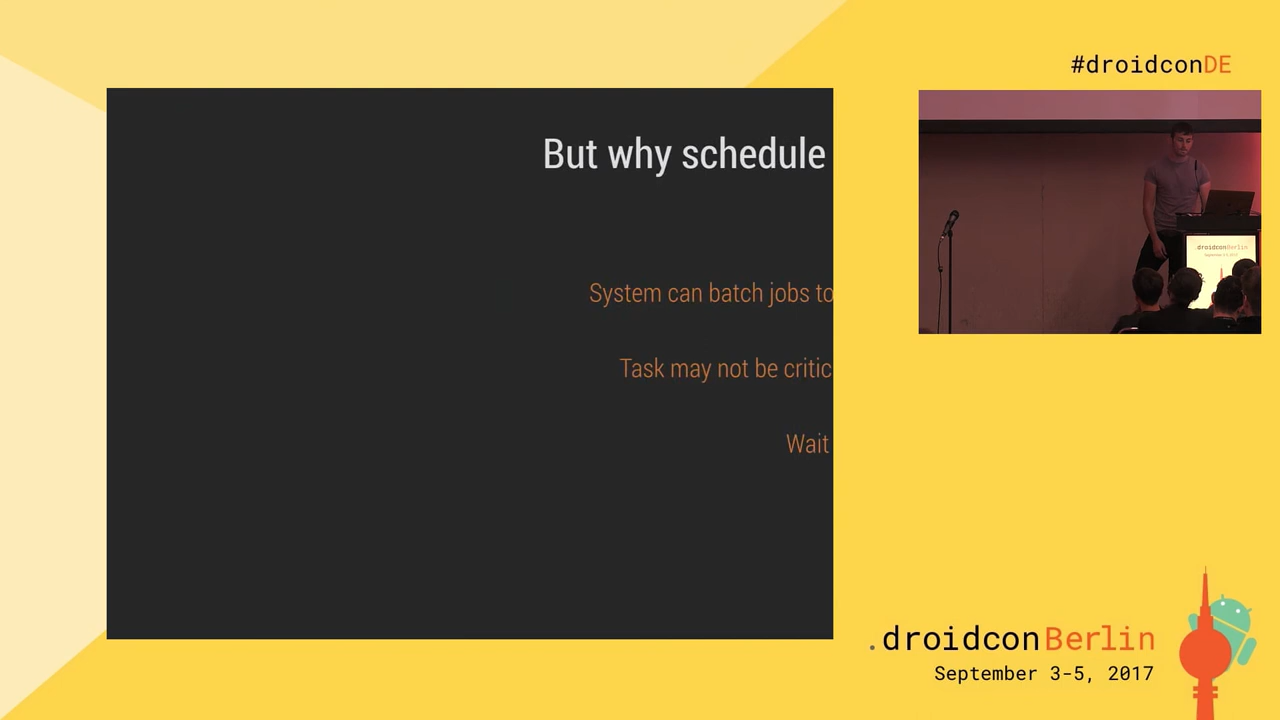 #droidconDE
But why schedule
System can batch jobs to
Task may not be critic
Wait
.droidconBerlin
.droidconBerlin
September 3-5, 2017